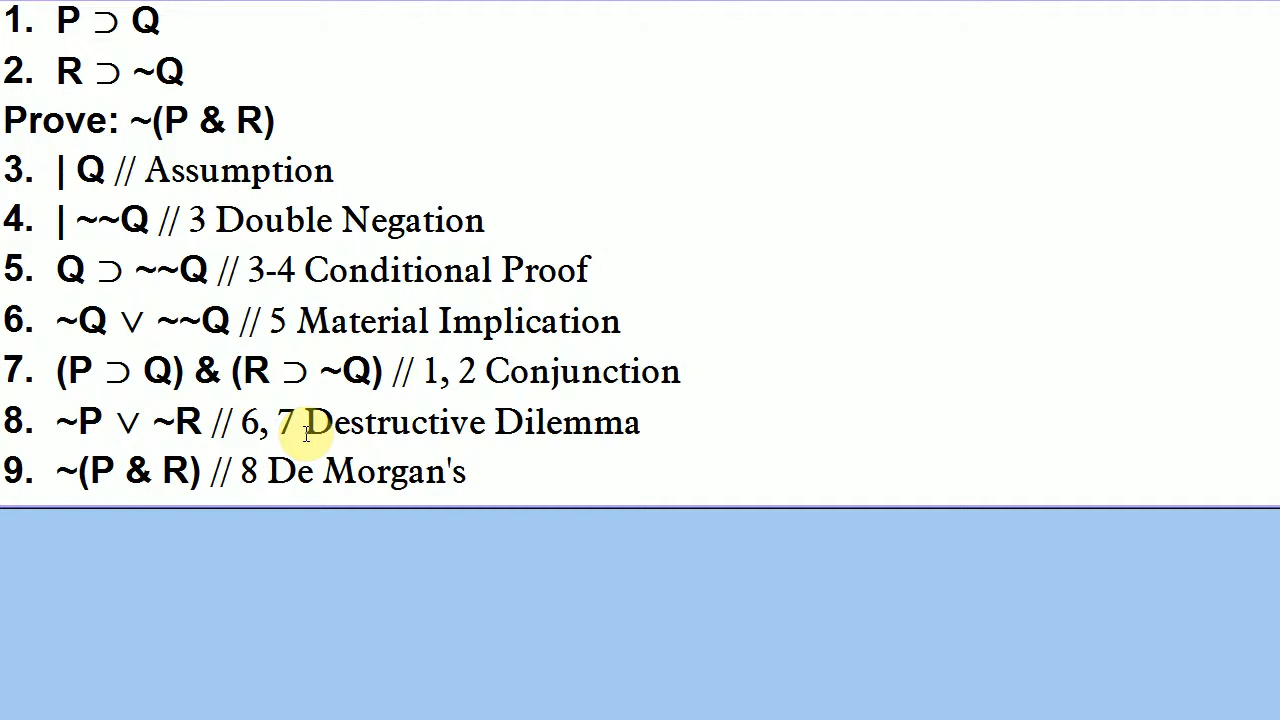 1. P ⊃ Q
2. R ⊃ ~Q
Prove: ~(P & R)
3. | Q // Assumption
4. | ~~Q // 3 Double Negation
5. Q ⊃ ~~Q // 3-4 Conditional Proof
6. ~Q ∨ ~~Q // 5 Material Implication
7. (P ⊃ Q) & (R ⊃ ~Q) // 1, 2 Conjunction
8. ~P ∨ ~R // 6, 7 Destructive Dilemma
9. ~(P & R) // 8 De Morgan's